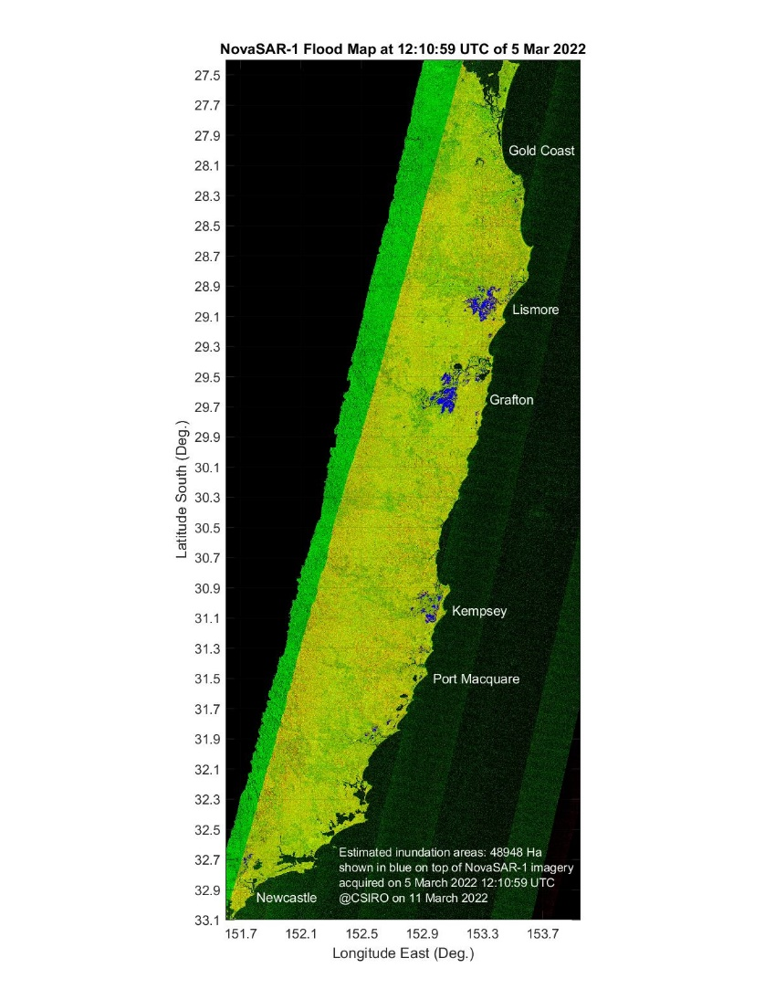 NovaSAR-1 Flood Map at 12:10:59 UTC of 5 Mar 2022
27.5
27.7
27.9
Gold Coast
28.1
28.3
28.5
28.7
28.9
Lismore
29.1
29.3
29.5
Grafton
29.7
29.9
30.1
30.3
30.5
30.7
30.9
Kempsey
31.1
31.3
Port Macquare
31.5
31.7
31.9
32.1
32.3
32.5
Estimated inundation areas: 48948 Ha
32.7
shown in blue on top of NovaSAR-1 imagery
acquired on 5 March 2022 12:10:59 UTC
32.9
Newcastle
@CSIRO on 11 March 2022
33.1
Latitude South (Deg.)
151.7 152.1 152.5 152.9 153.3 153.7
Longitude East (Deg.)